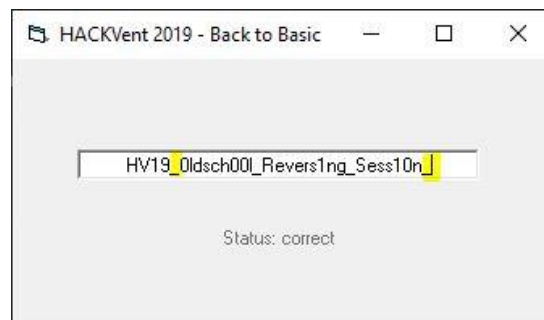 HACKVent 2019 - Back to Basic
HV19_0ldsch00l_Revers1ng_Sess10n_
Status: correct